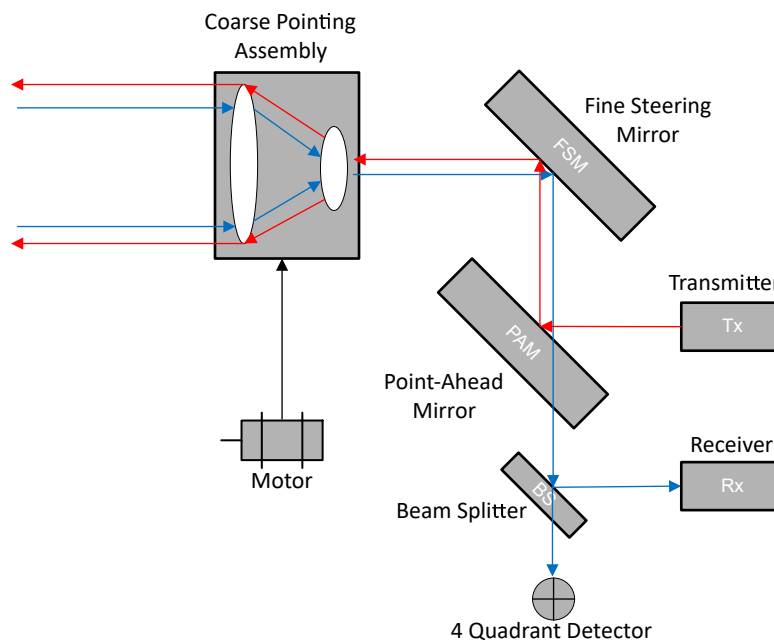 Coarse Pointing
Assembly
Fine Steering
Mirror
FSM
Transmitter
Tx
PAM
Point-Ahead
Mirror
Receiver
Rx
Motor
BS
Beam Splitter
4 Quadrant Detector